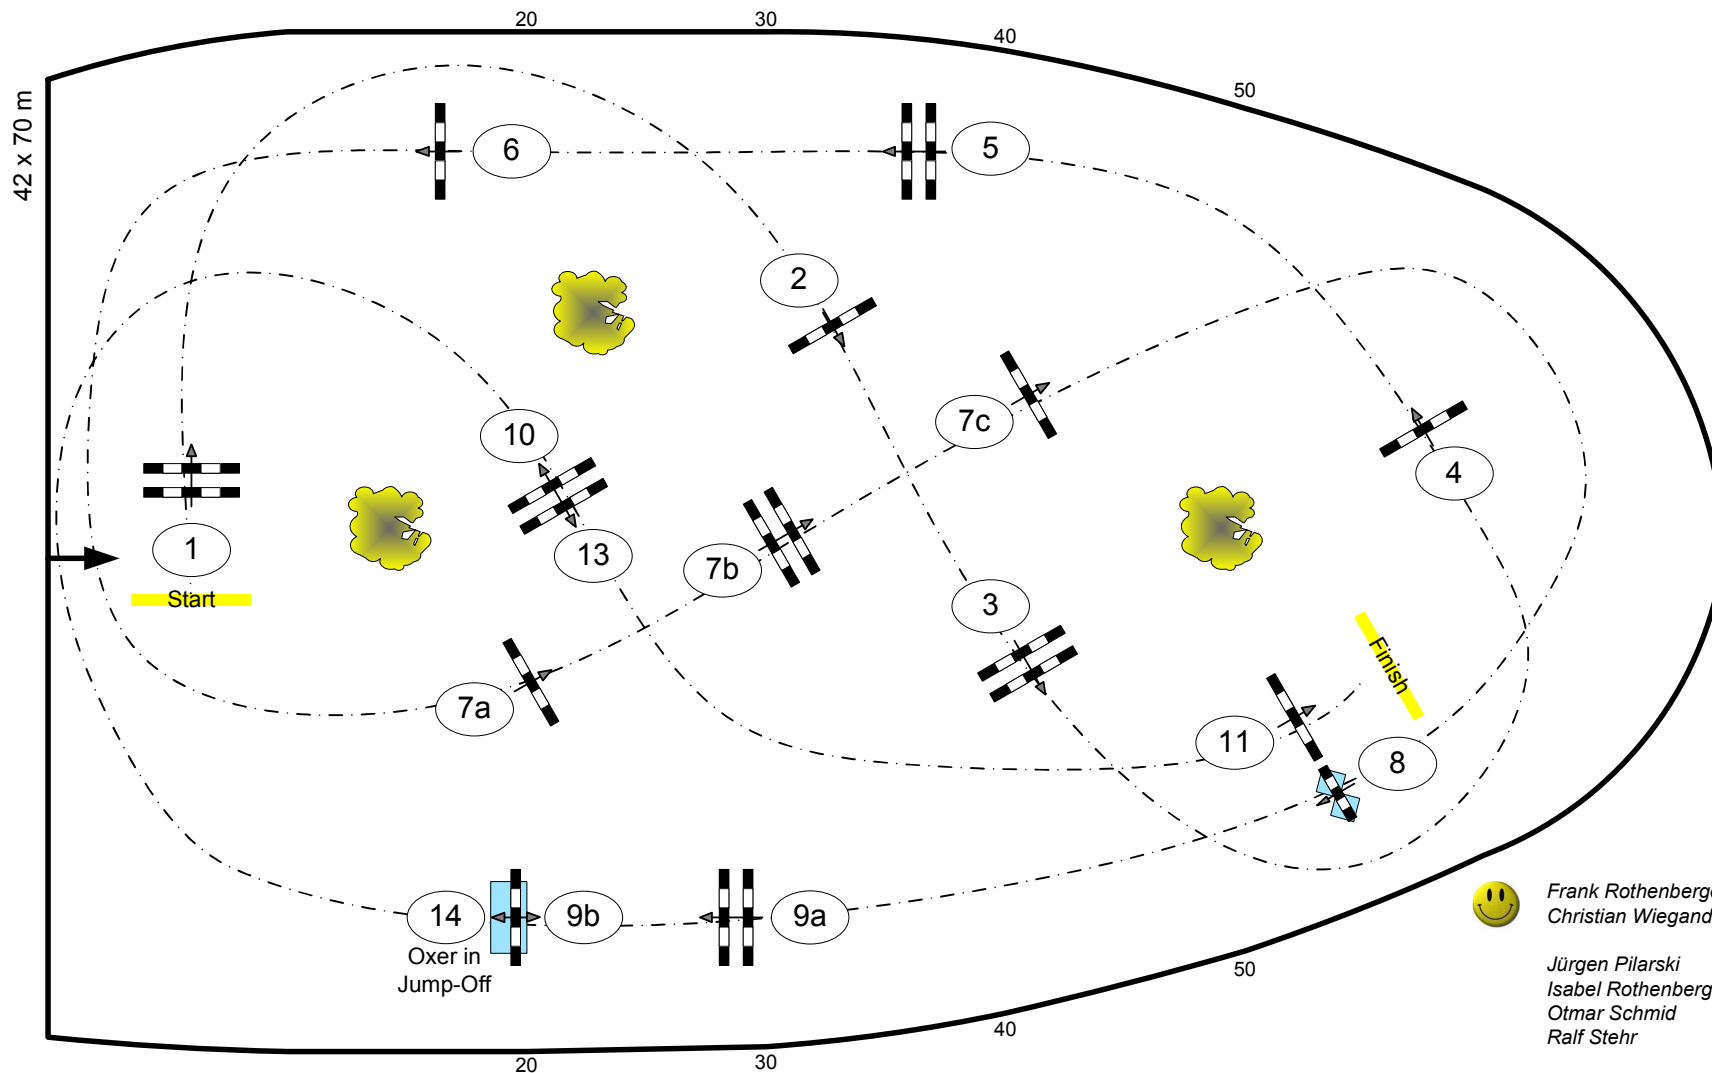 20
30
40
50
42 x 70 m
6
5
2
10
7c
4
1
13
7b
Start
3
Finish
7a
11
8
14
9b
9a
Oxer in
Jump-Off
Frank Rothenberge
Christian Wiegand
Jürgen Pilarski
Isabel Rothenberg
Otmar Schmid
Ralf Stehr
50
40
30
20